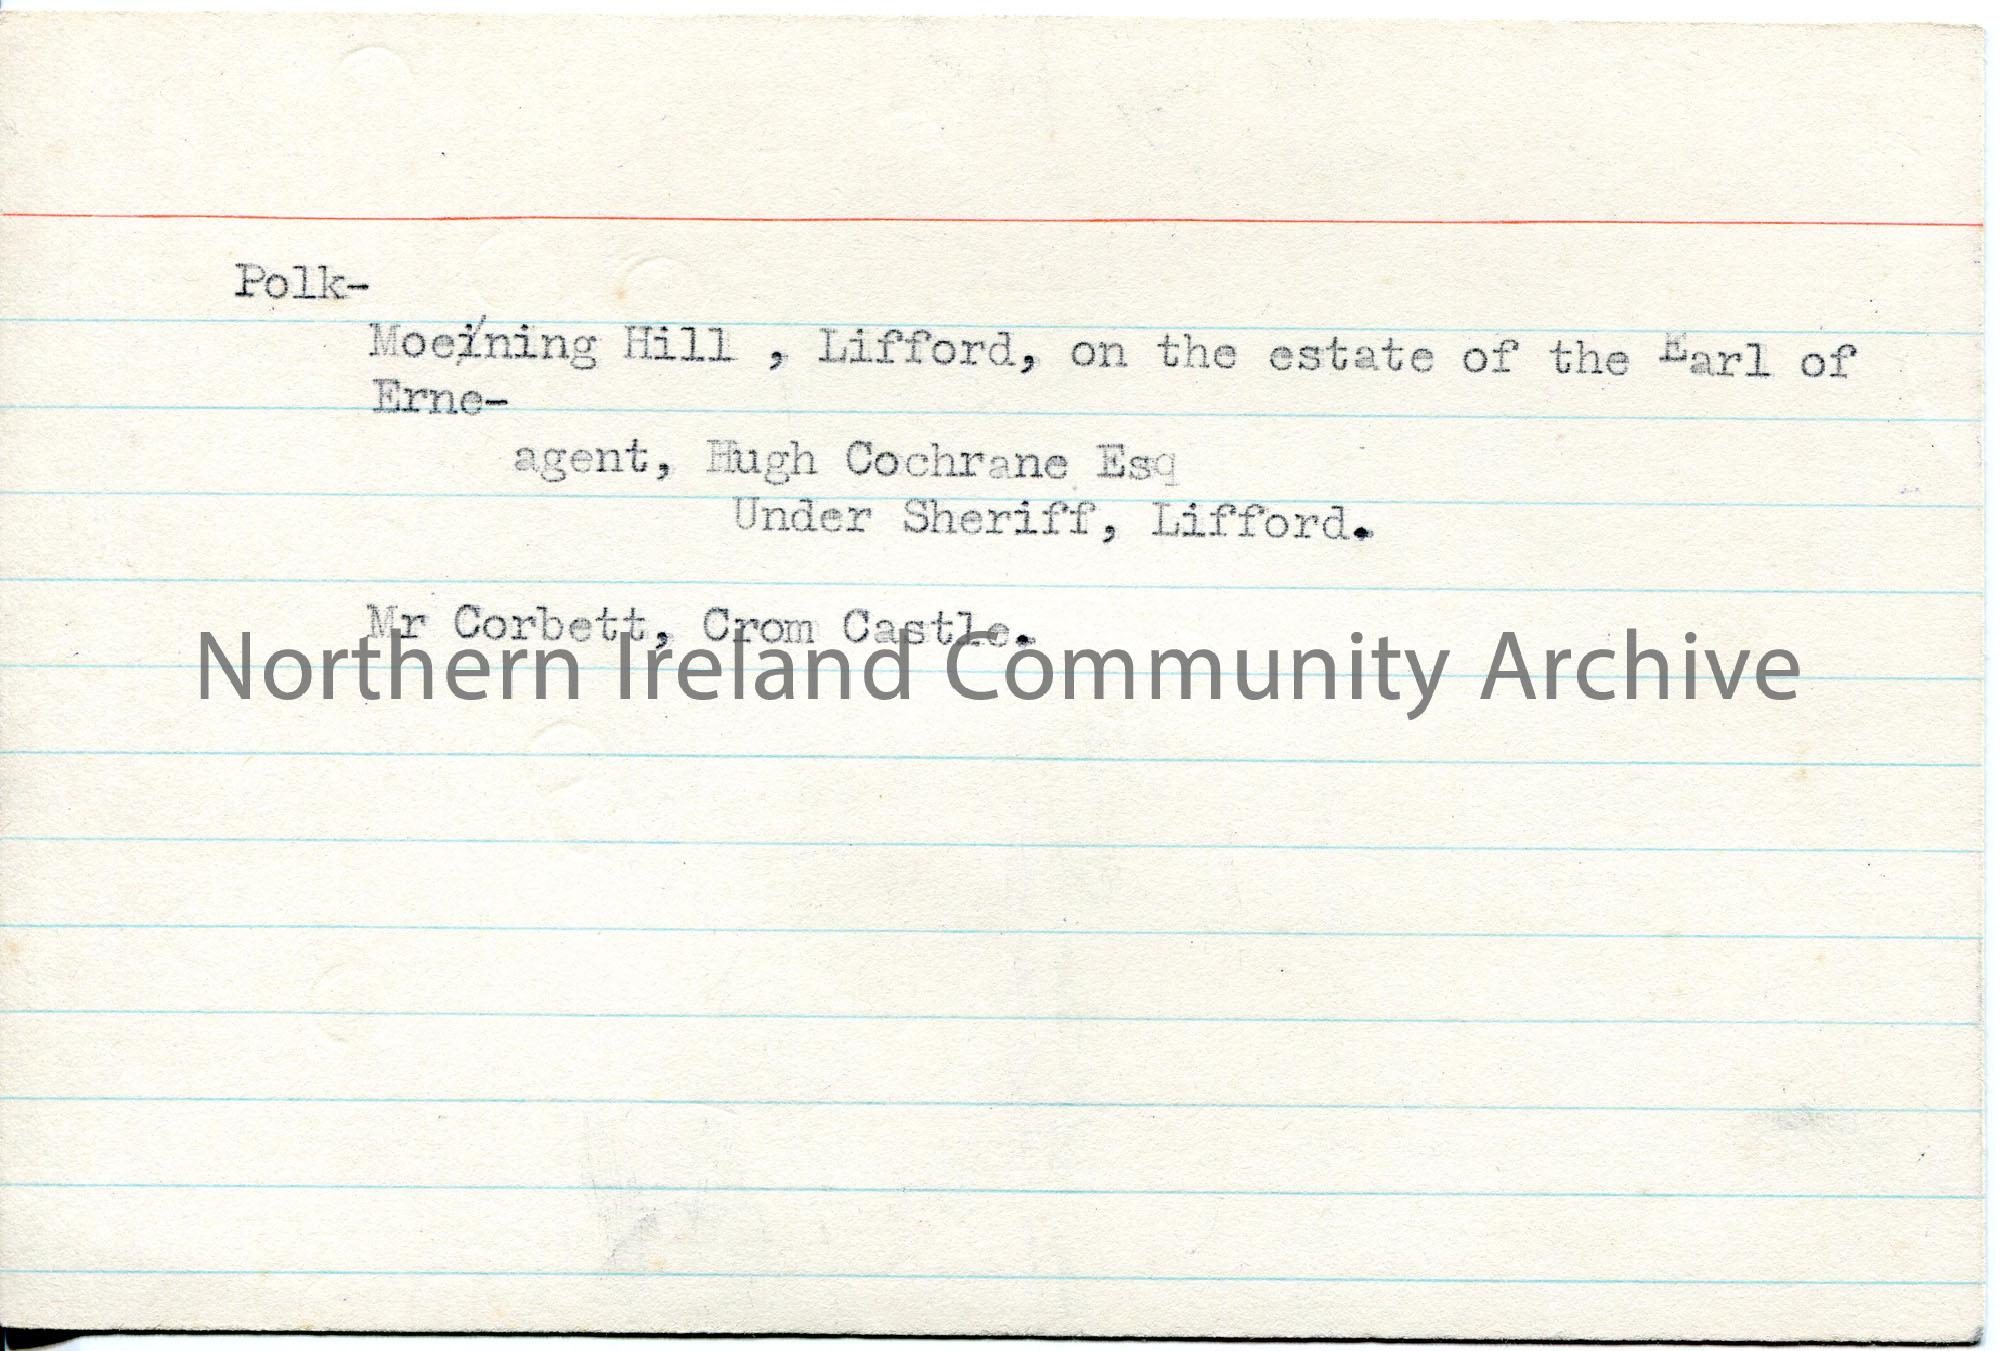 Polk-
Moeining Hill , Lifford, on the estate of the Earl of
Erne-
agent, Hugh Cochrane Esq
Under Sheriff, Lifford.
Mr Corbett, Crom Castle.
Northern Ireland Community Archive